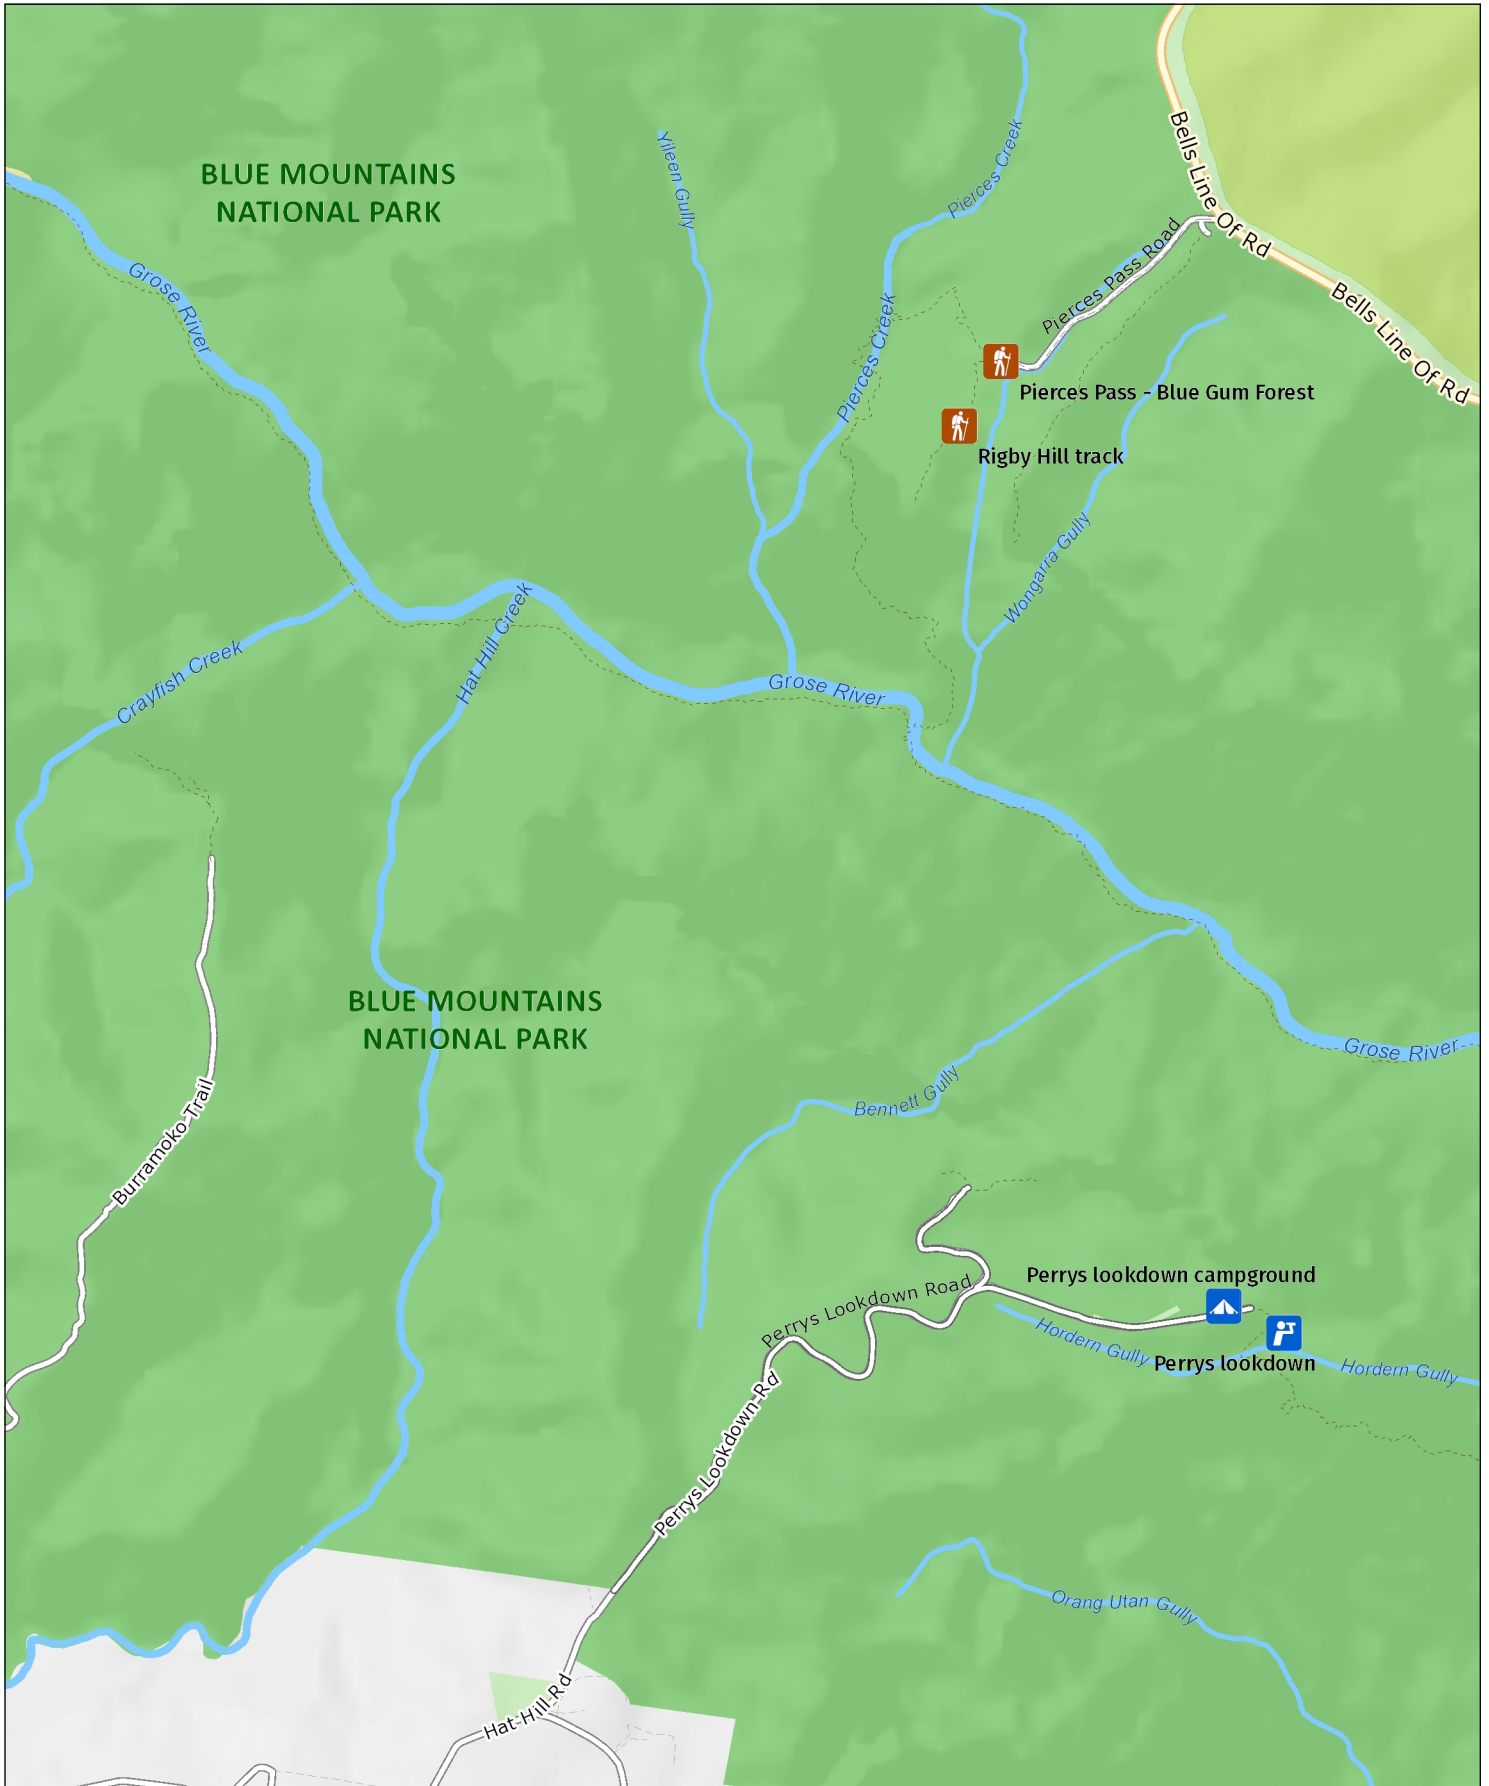 BLUE MOUNTAINS
NATIONAL PARK
Yileen Gully
Pierces Creek
Bells Line Of Rd
Bells Line Of Rd
Pierces Pass Road
Grose River
Pierces Creek
Pierces Pass - Blue Gum Forest
Rigby Hill track
Wongarra Gully
Hat Hill Creek
Crayfish Creek
Grose River
BLUE MOUNTAINS
NATIONAL PARK
Grose River
Bennett Gully
Burramoko Trail
Perrys lookdown campground
Perrys Lookdown Road
Hordern Gully
Perrys lookdown
Hordern Gully
Perrys Lookdown Rd
Orang Utan Gully
Hat Hill Rd